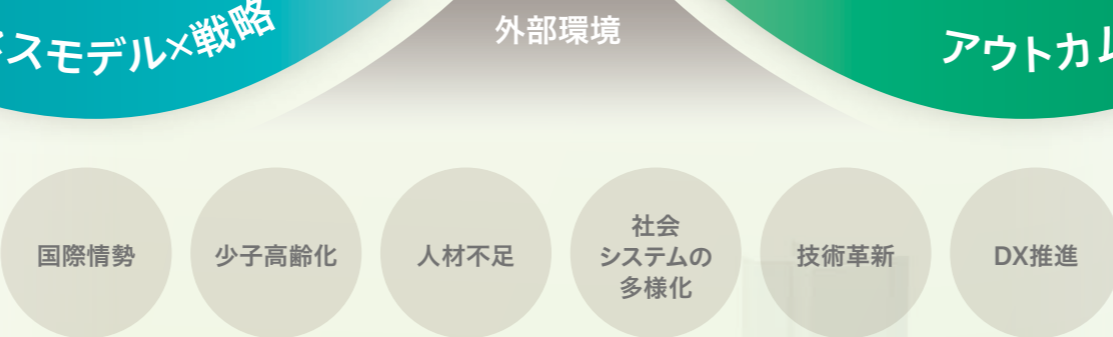 スモデル×戦略
外部環境
アウトカム
国際情勢
少子高齢化
人材不足
社会
システムの
多様化
技術革新
DX推進